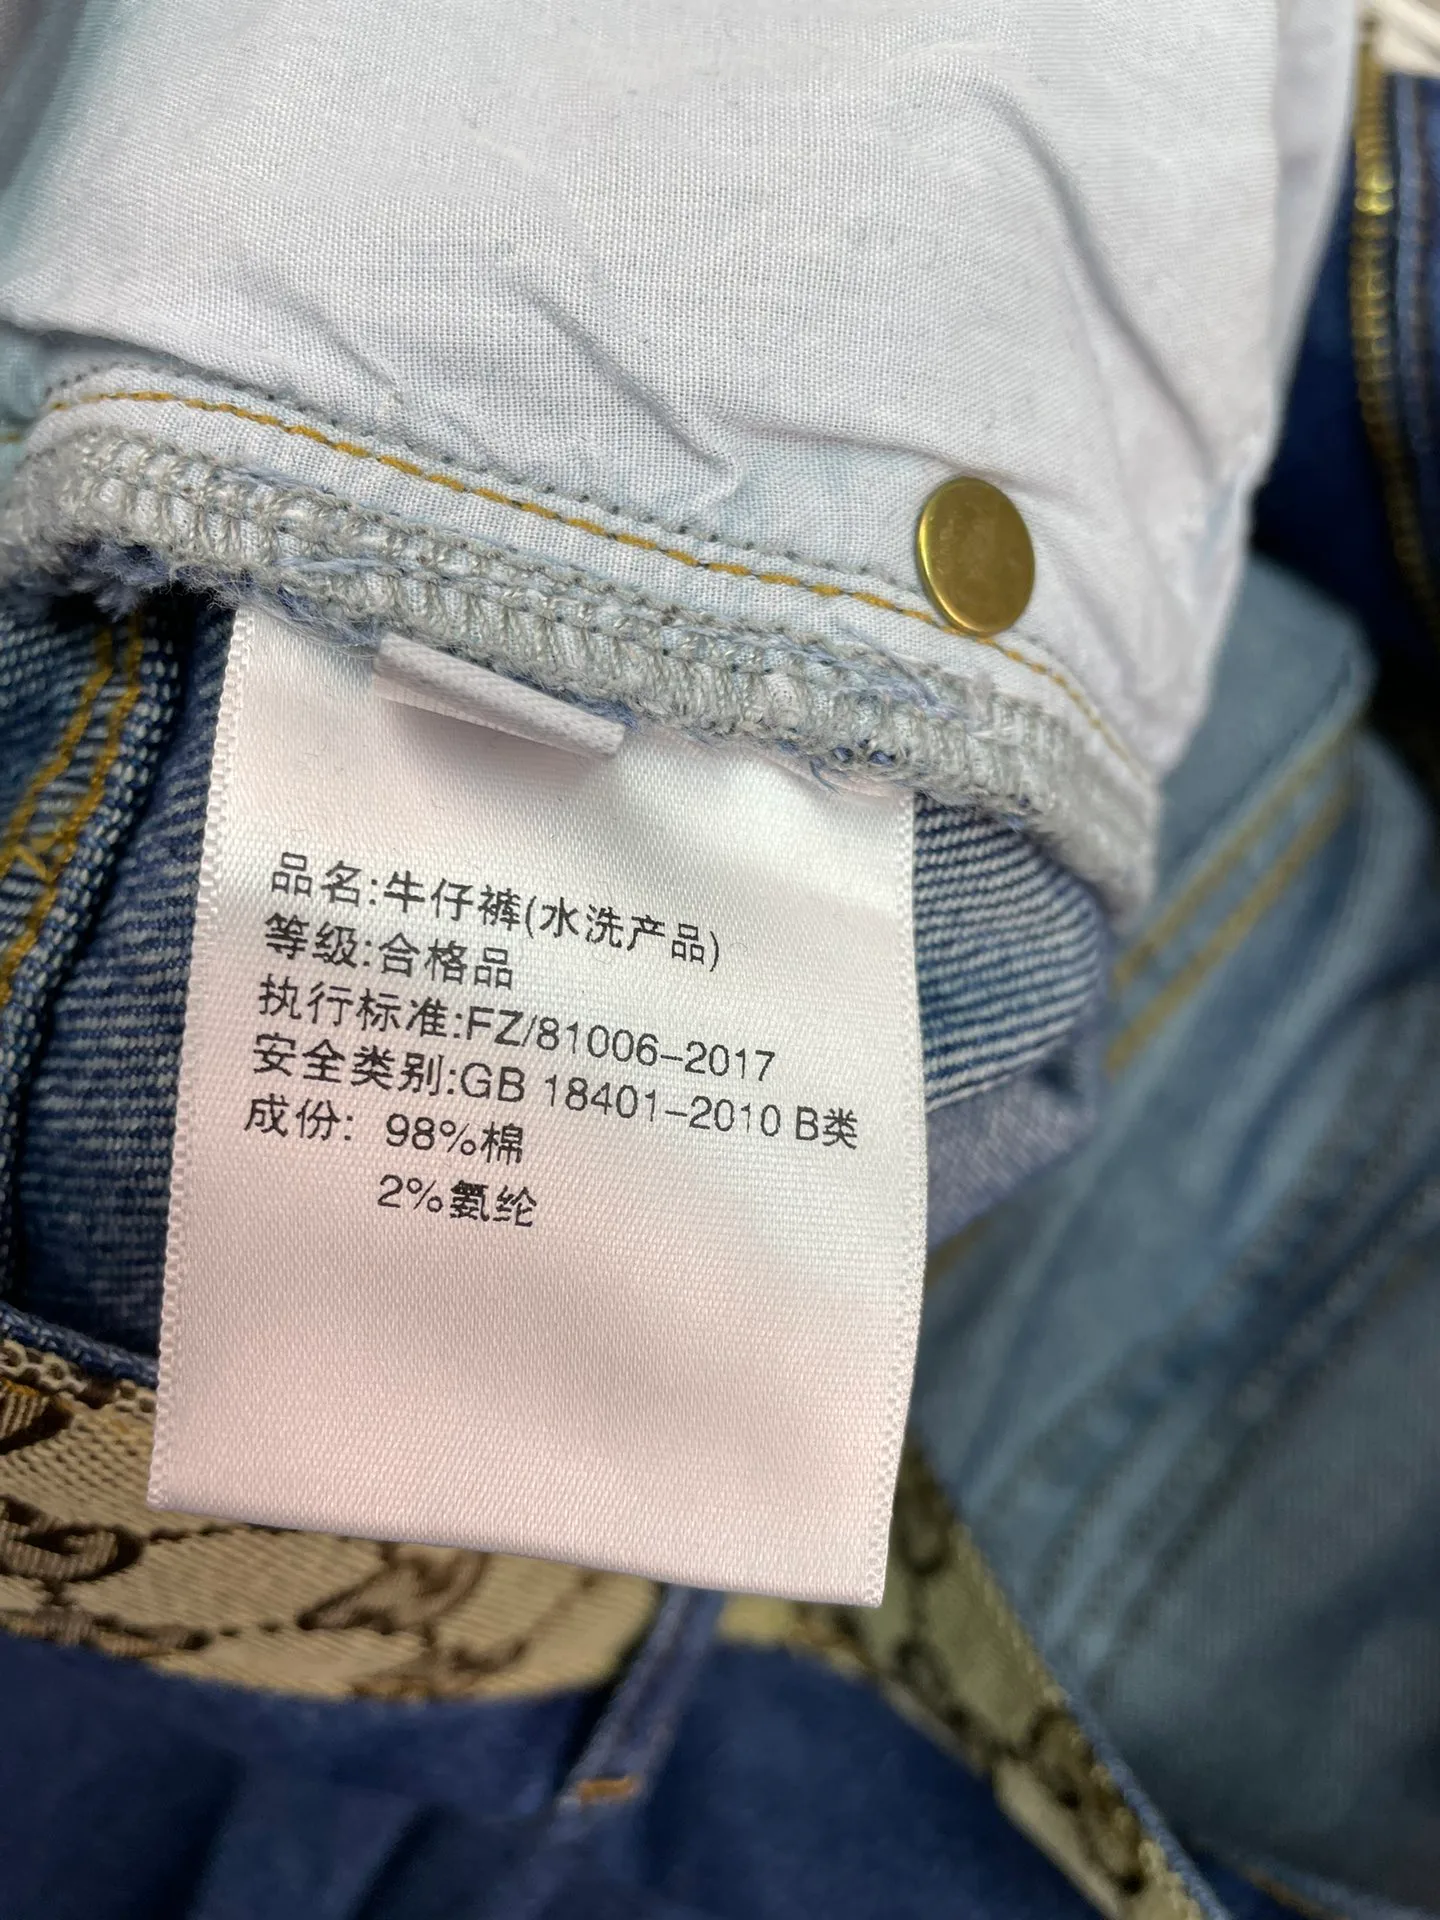 品名:牛仔裤(水洗产品)
等级:合格品
执行标准:FZ/81006-2017
安全类别:GB 18401-2010 B类
成份: 98%棉
2%氨纶